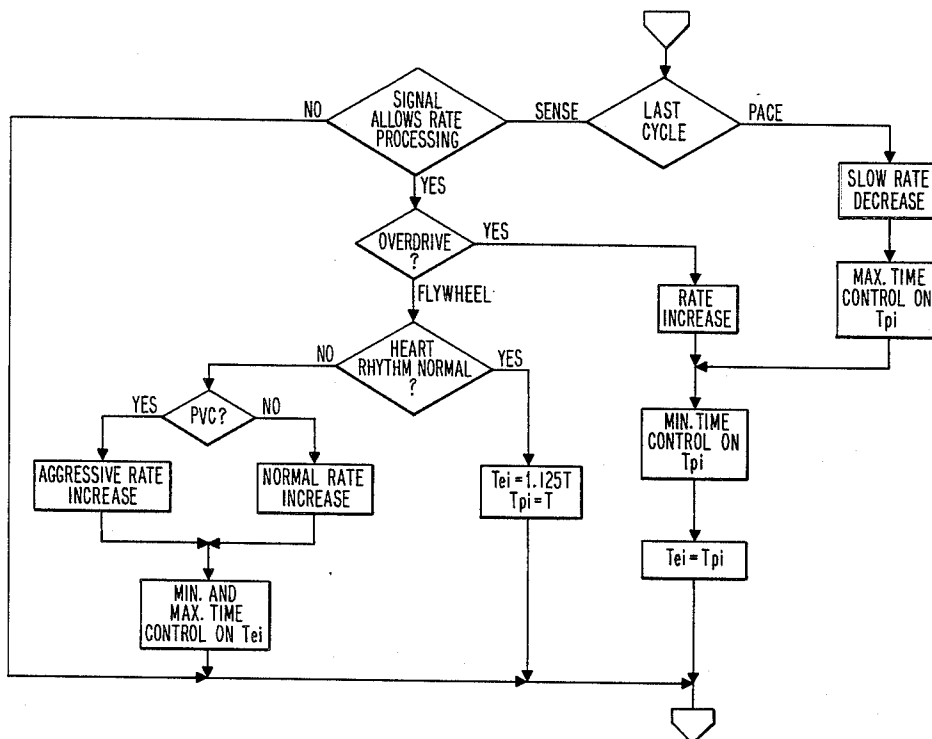 LAST
CYCLE
SENSE
PACE
SIGNAL
ALLOWS RATE
PROCESSING
NO
YES
SLOW RATE
DECREASE
MAX. TIME
CONTROL ON
Tpi
OVERDRIVE
?
YES
FLYWHEEL
RATE
INCREASE
HEART
RHYTHM NORMAL
?
NO
YES
PVC?
YES
NO
AGGRESSIVE RATE
INCREASE
NORMAL RATE
INCREASE
Tei=1.125T
Tpi=T
MIN. TIME
CONTROL ON
Tpi
Tei=Tpi
MIN. AND
MAX. TIME
CONTROL ON Tei